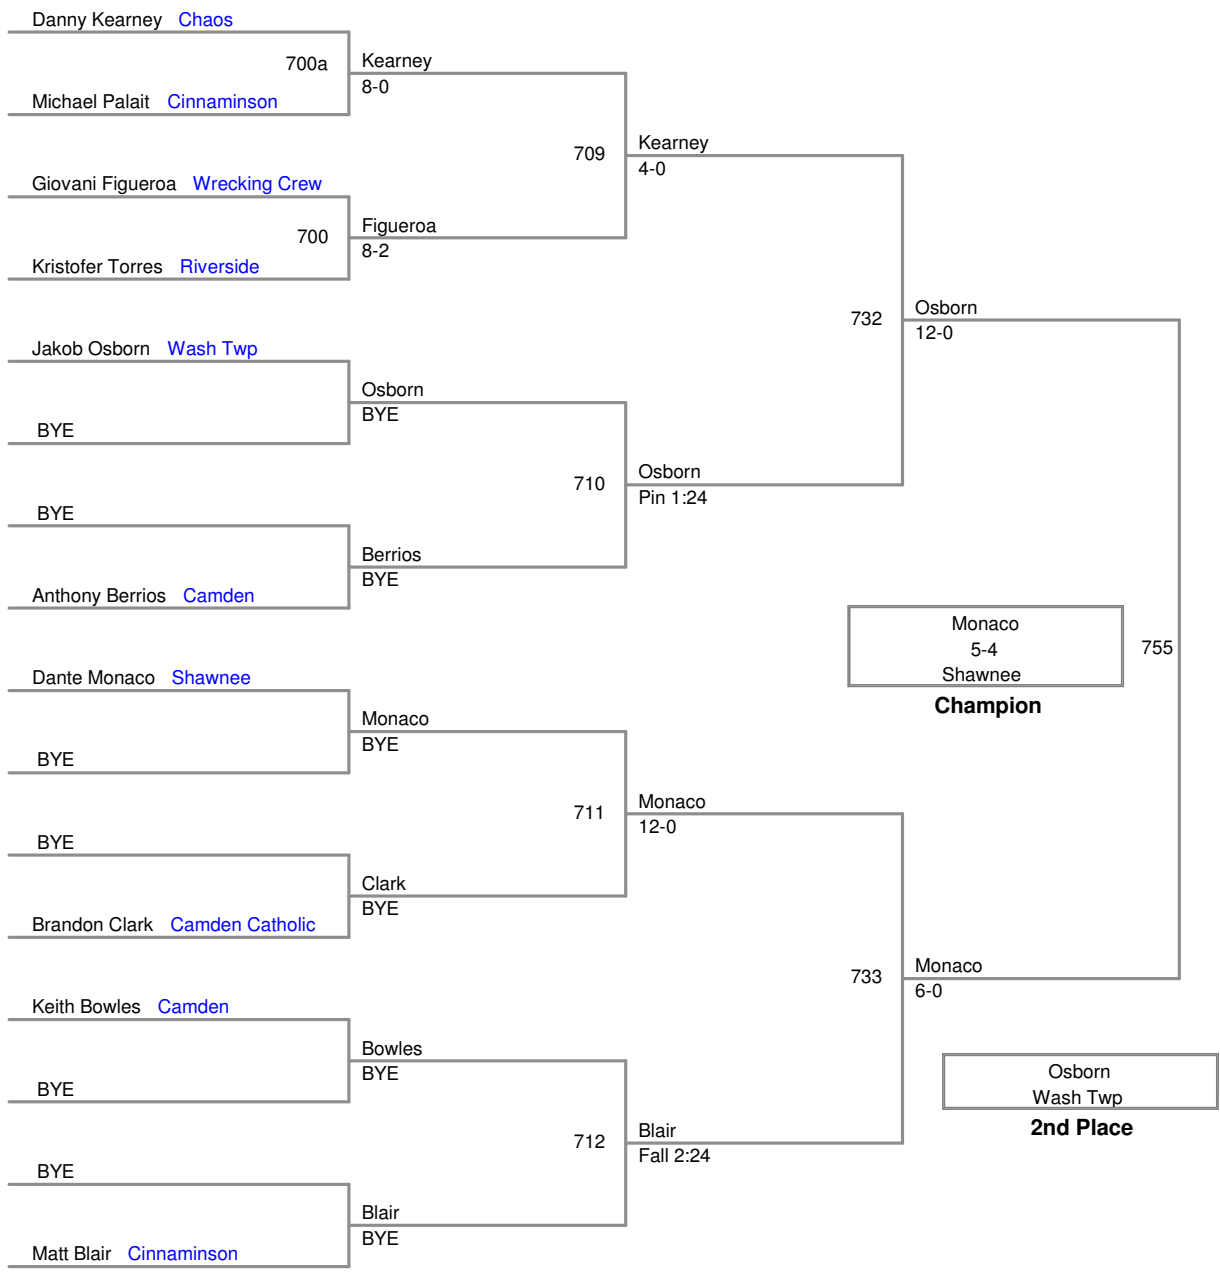 Danny Kearney Chaos
700a
Kearney
8-0
Michael Palait Cinnaminson
709
Kearney
4-0
Giovani Figueroa Wrecking Crew
700
Figueroa
8-2
Kristofer Torres Riverside
732
Osborn
12-0
Jakob Osborn Wash Twp
Osborn
BYE
BYE
710
Osborn
Pin 1:24
BYE
Berrios
BYE
Anthony Berrios Camden
Monaco
5-4
Shawnee
Champion
755
Dante Monaco Shawnee
Monaco
BYE
BYE
711
Monaco
12-0
BYE
Clark
BYE
Brandon Clark Camden Catholic
733
Monaco
6-0
Keith Bowles Camden
Bowles
BYE
BYE
Osborn
Wash Twp
2nd Place
712
Blair
Fall 2:24
BYE
Blair
BYE
Matt Blair Cinnaminson